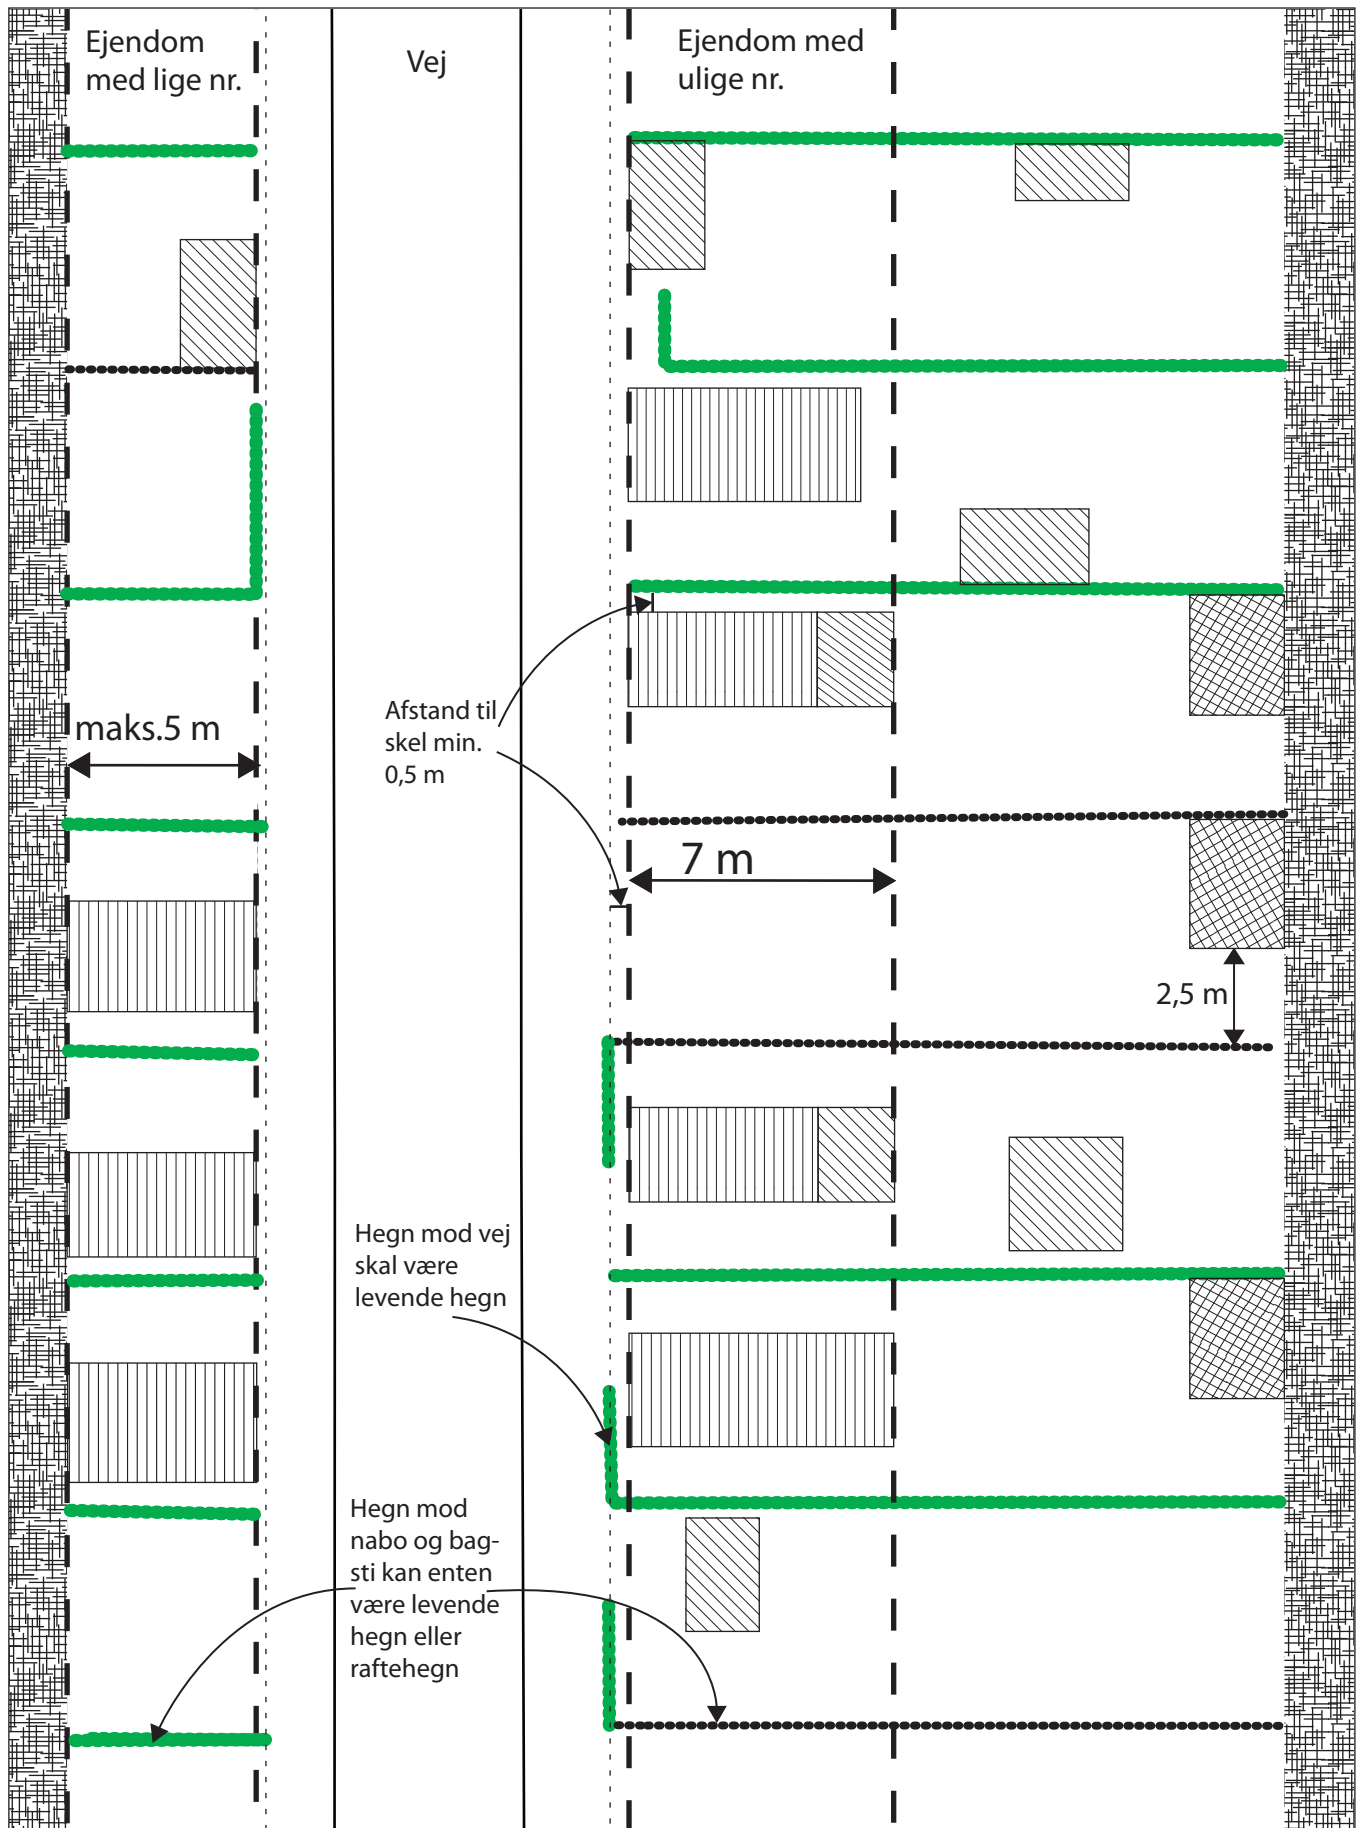 Ejendom
med lige nr.
Vej
Ejendom med
ulige nr.
Afstand til
skel min.
0,5 m
maks.5 m
7 m
2,5 m
Hegn mod vej
skal være
levende hegn
Hegn mod
nabo og bag-
sti kan enten
være levende
hegn eller
raftehegn